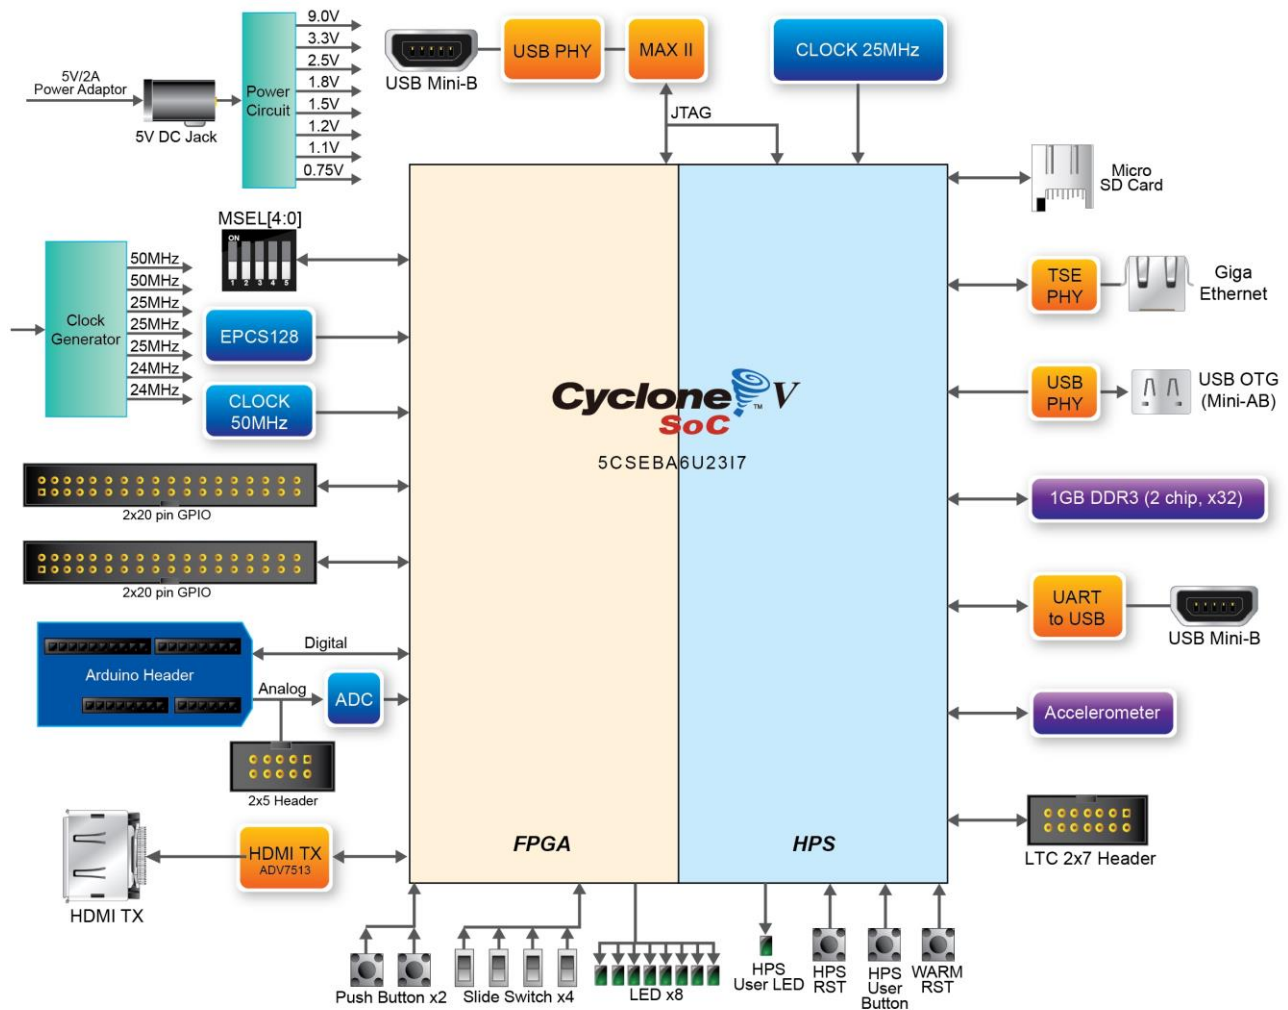 5V/2A
Power Adaptor
5V DC Jack
Power
Circuit
9.0V
3.3V
2.5V
1.8V
1.5V
1.2V
1.1V
0.75V
USB Mini-B
USB PHY
MAX II
JTAG
CLOCK 25MHz
Micro
SD Card
MSEL[4:0]
ON
1 2 3 4 5
Clock
Generator
50MHz
50MHz
25MHz
25MHz
25MHz
24MHz
24MHz
EPCS128
CLOCK
50MHz
TSE
PHY
Giga
Ethernet
USB
PHY
USB OTG
(Mini-AB)
Cyclone V
TM
SoC
5CSEBA6U23I7
2x20 pin GPIO
2x20 pin GPIO
1GB DDR3 (2 chip, x32)
UART
to USB
USB Mini-B
Arduino Header
Digital
Analog
ADC
2x5 Header
Accelerometer
LTC 2x7 Header
FPGA
HPS
HDMI TX
HDMI TX
ADV7513
Push Button x2
Slide Switch x4
LED x8
HPS
User LED
HPS
RST
HPS
User
Button
WARM
RST